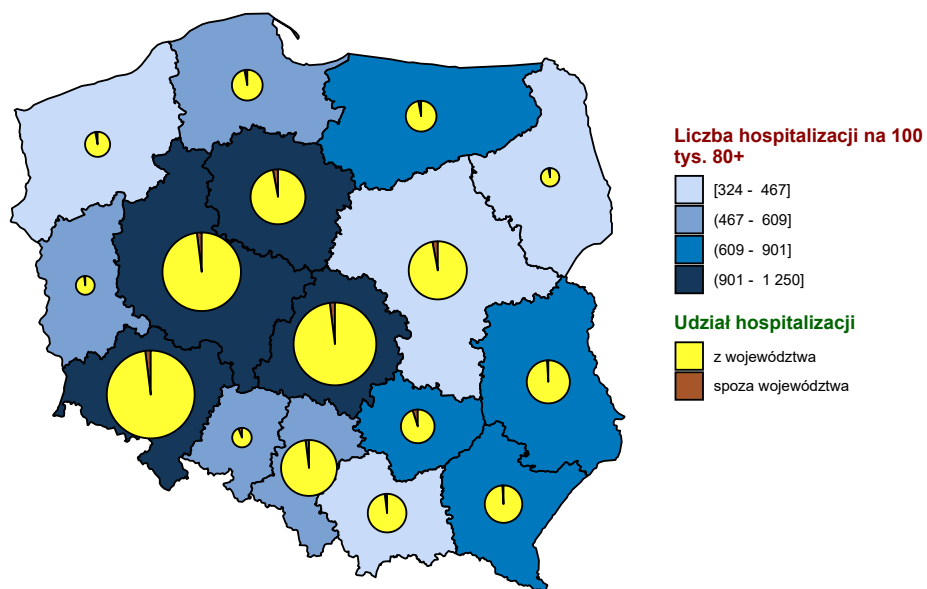 Liczba hospitalizacji na 100
tys. 80+
[324 - 467]
(467 - 609]
(609 - 901]
(901 - 1 250]
Udział hospitalizacji
z województwa
spoza województwa